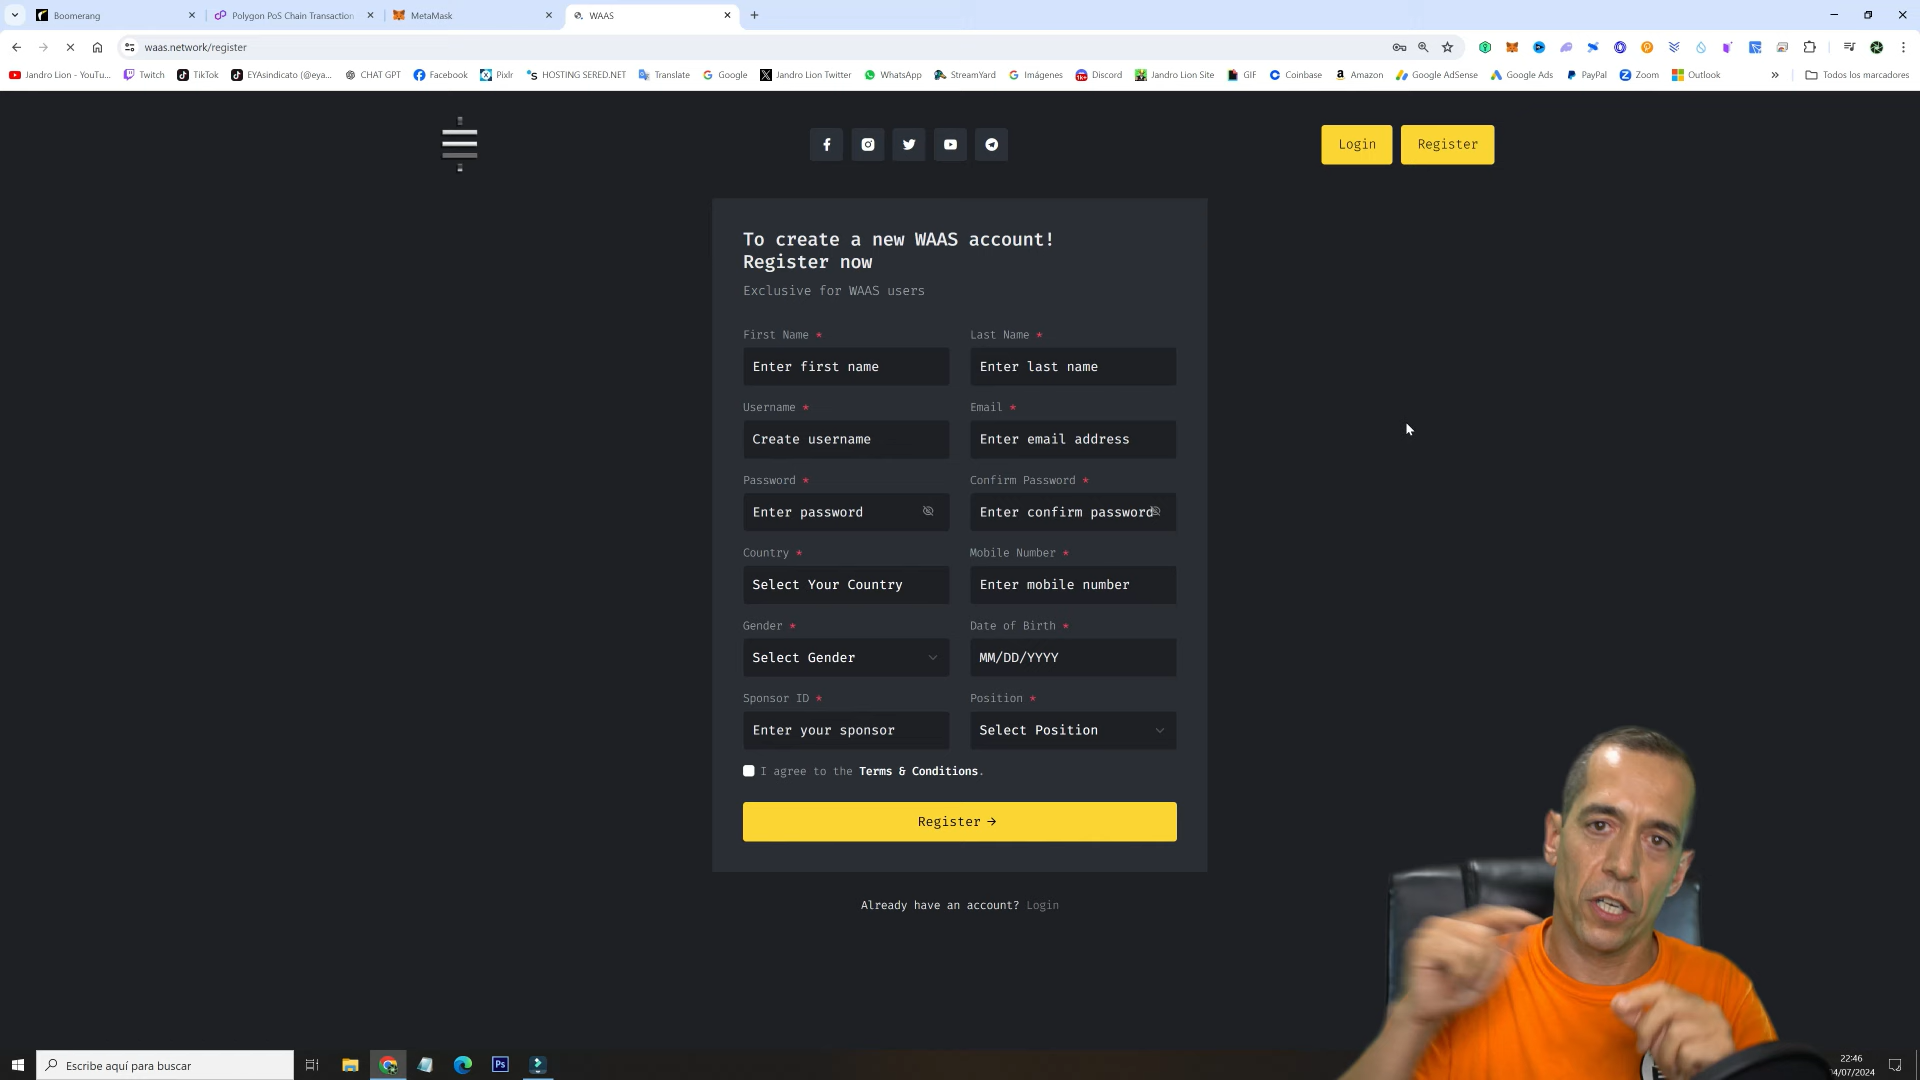 Boomerang
Polygon PoS Chain Transaction
MetaMask
WAAS
waas.network/register
Jandro Lion - YouTu...
Twitch
TikTok
EYAsindicato (@eya...
CHAT GPT
Facebook
Pixlr
HOSTING SERED.NET
Translate
Google
Jandro Lion Twitter
WhatsApp
StreamYard
Imágenes
Discord
Jandro Lion Site
GIF
Coinbase
Amazon
Google AdSense
Google Ads
PayPal
Zoom
Outlook
»
Todos los marcadores
Login
Register
To create a new WAAS account!
Register now
Exclusive for WAAS users
First Name *
Last Name *
Enter first name
Enter last name
Username *
Email *
Create username
Enter email address
Password *
Confirm Password *
Enter password
Enter confirm password
Country *
Mobile Number *
Select Your Country
Enter mobile number
Gender *
Date of Birth *
Select Gender
MM/DD/YYYY
Sponsor ID *
Position *
Enter your sponsor
Select Position
I agree to the Terms & Conditions.
Register →
Already have an account? Login
Escribe aquí para buscar
Ps
22:46
4/07/2024